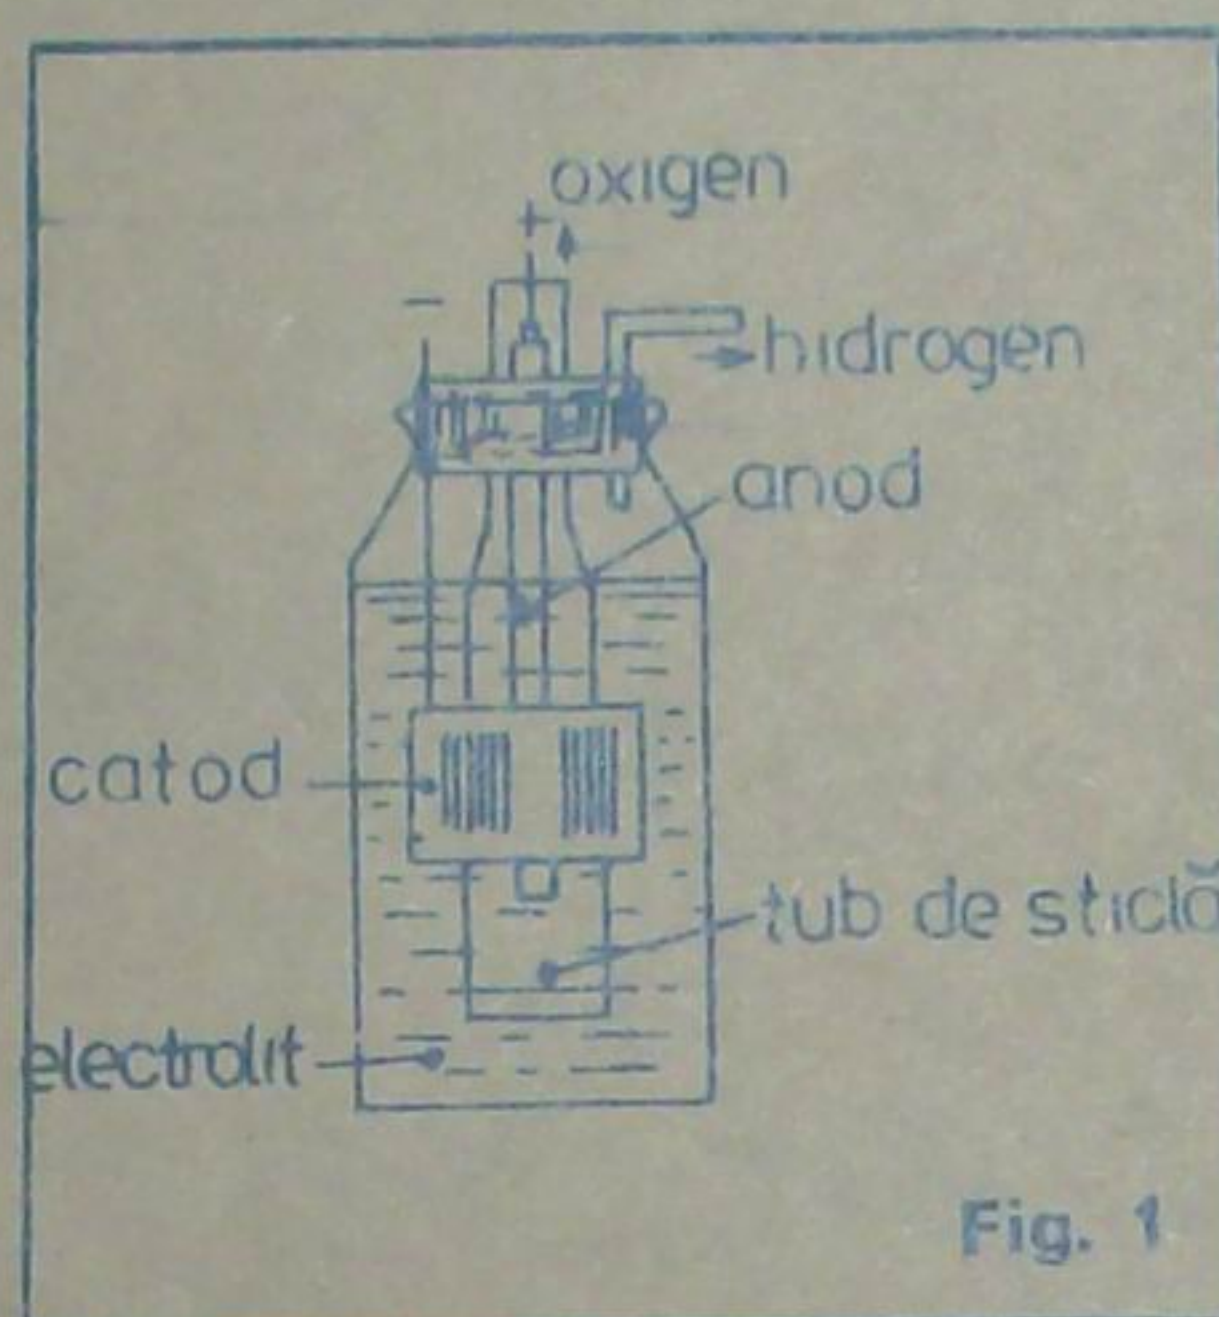 oxigen
+
−
hidrogen
anod
catod
tub de sticlă
electrolit
Fig. 1